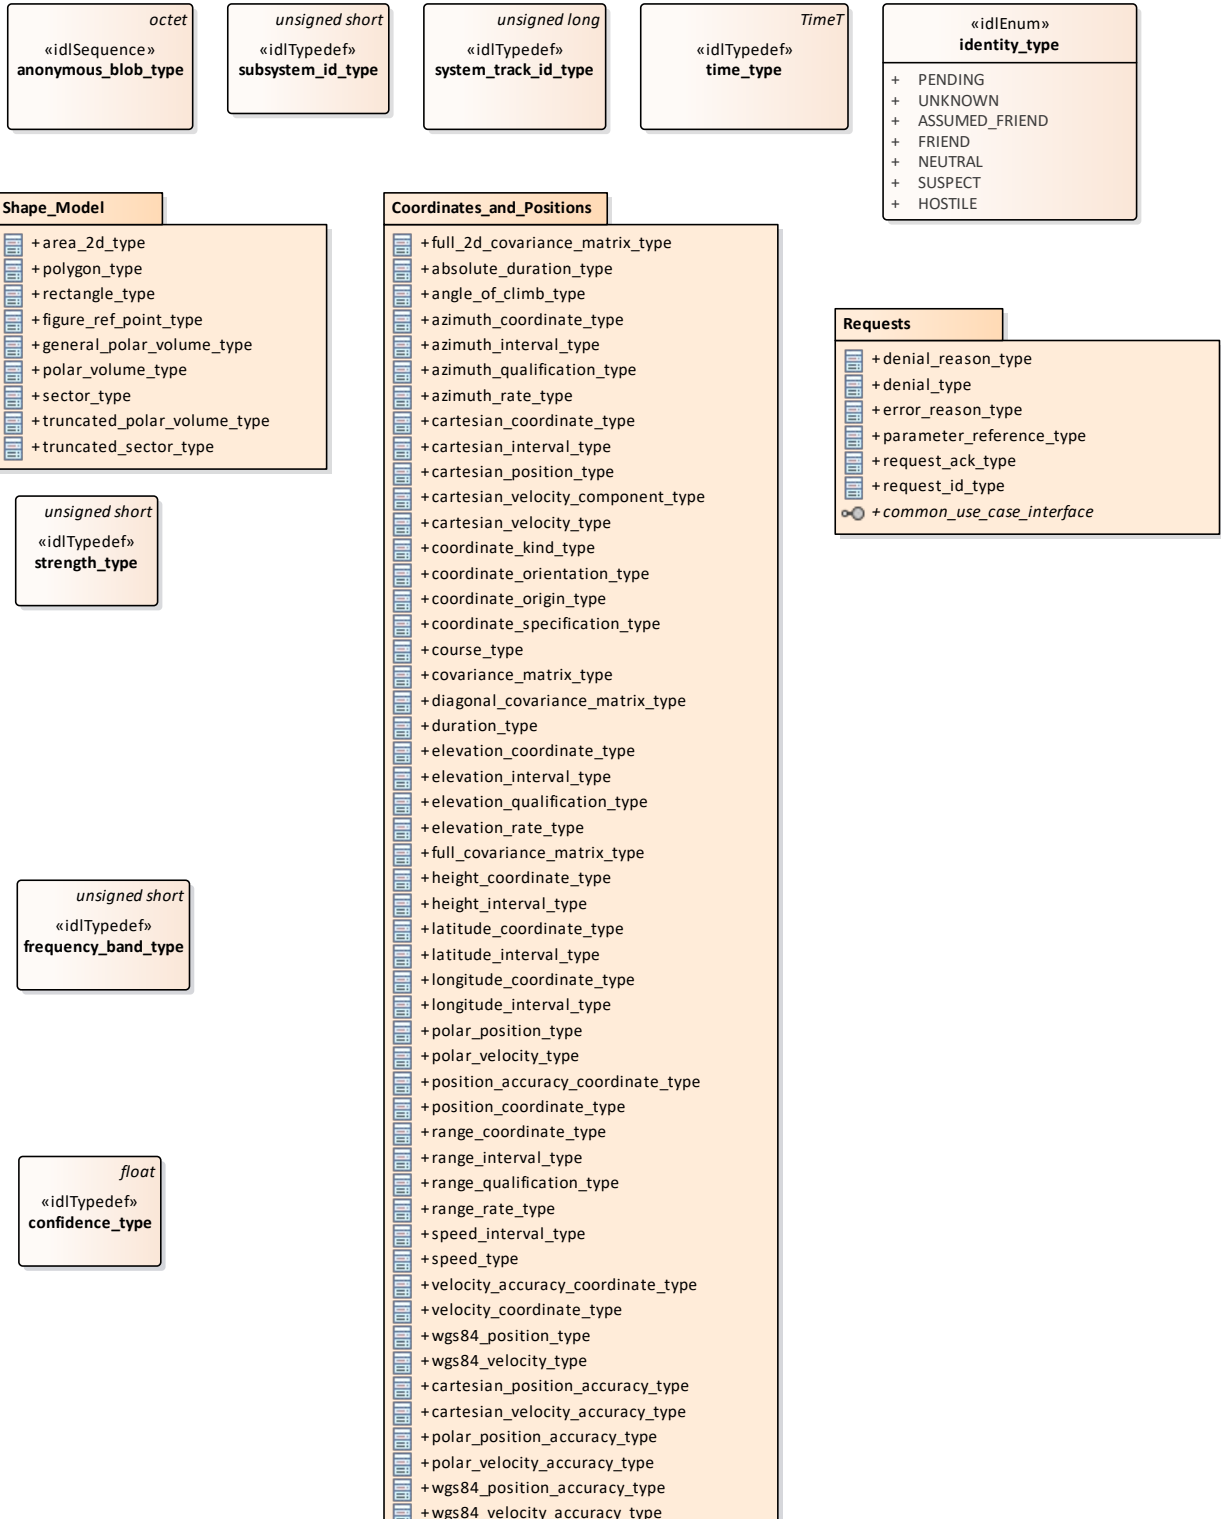 octet
«idlSequence»
anonymous_blob_type
unsigned short
«idlTypedef»
subsystem_id_type
unsigned long
«idlTypedef»
system_track_id_type
TimeT
«idlTypedef»
time_type
«idlEnum»
identity_type
+ PENDING
+ UNKNOWN
+ ASSUMED_FRIEND
+ FRIEND
+ NEUTRAL
+ SUSPECT
+ HOSTILE
Shape_Model
+area_2d_type
+polygon_type
+rectangle_type
+figure_ref_point_type
+general_polar_volume_type
+polar_volume_type
+sector_type
+truncated_polar_volume_type
+truncated_sector_type
unsigned short
«idlTypedef»
strength_type
unsigned short
«idlTypedef»
frequency_band_type
float
«idlTypedef»
confidence_type
Coordinates_and_Positions
+full_2d_covariance_matrix_type
+absolute_duration_type
+angle_of_climb_type
+azimuth_coordinate_type
+azimuth_interval_type
+azimuth_qualification_type
+azimuth_rate_type
+cartesian_coordinate_type
+cartesian_interval_type
+cartesian_position_type
+cartesian_velocity_component_type
+cartesian_velocity_type
+coordinate_kind_type
+coordinate_orientation_type
+coordinate_origin_type
+coordinate_specification_type
+course_type
+covariance_matrix_type
+diagonal_covariance_matrix_type
+duration_type
+elevation_coordinate_type
+elevation_interval_type
+elevation_qualification_type
+elevation_rate_type
+full_covariance_matrix_type
+height_coordinate_type
+height_interval_type
+latitude_coordinate_type
+latitude_interval_type
+longitude_coordinate_type
+longitude_interval_type
+polar_position_type
+polar_velocity_type
+position_accuracy_coordinate_type
+position_coordinate_type
+range_coordinate_type
+range_interval_type
+range_qualification_type
+range_rate_type
+speed_interval_type
+speed_type
+velocity_accuracy_coordinate_type
+velocity_coordinate_type
+wgs84_position_type
+wgs84_velocity_type
+cartesian_position_accuracy_type
+cartesian_velocity_accuracy_type
+polar_position_accuracy_type
+polar_velocity_accuracy_type
+wgs84_position_accuracy_type
+wgs84_velocity_accuracy_type
Requests
+denial_reason_type
+denial_type
+error_reason_type
+parameter_reference_type
+request_ack_type
+request_id_type
+common_use_case_interface